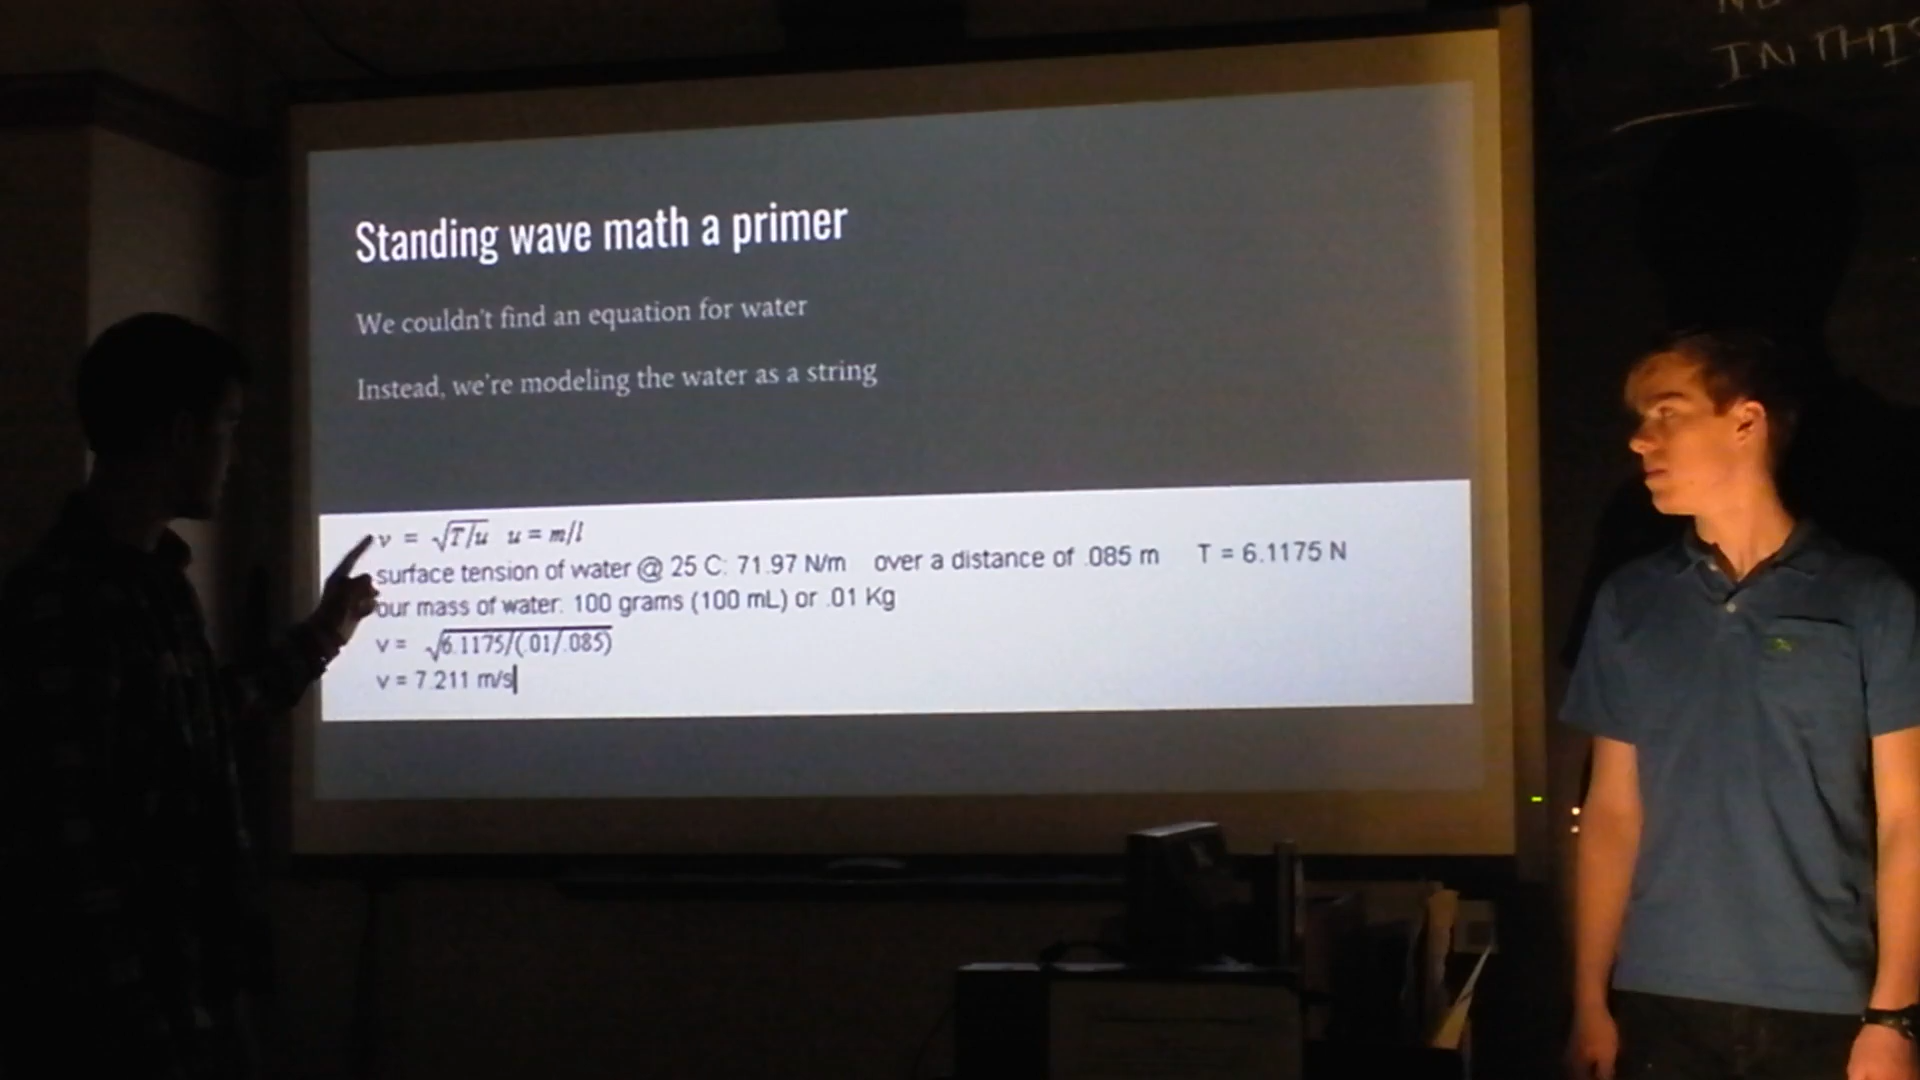 IN THIS
Standing wave math a primer
We couldn't find an equation for water
Instead, we're modeling the water as a string
v = √T/u u = m/l
surface tension of water @ 25 C: 71.97 N/m over a distance of .085 m T = 6.1175 N
our mass of water: 100 grams (100 mL) or .01 Kg
v = √6.1175/(.01/.085)
v = 7.211 m/s